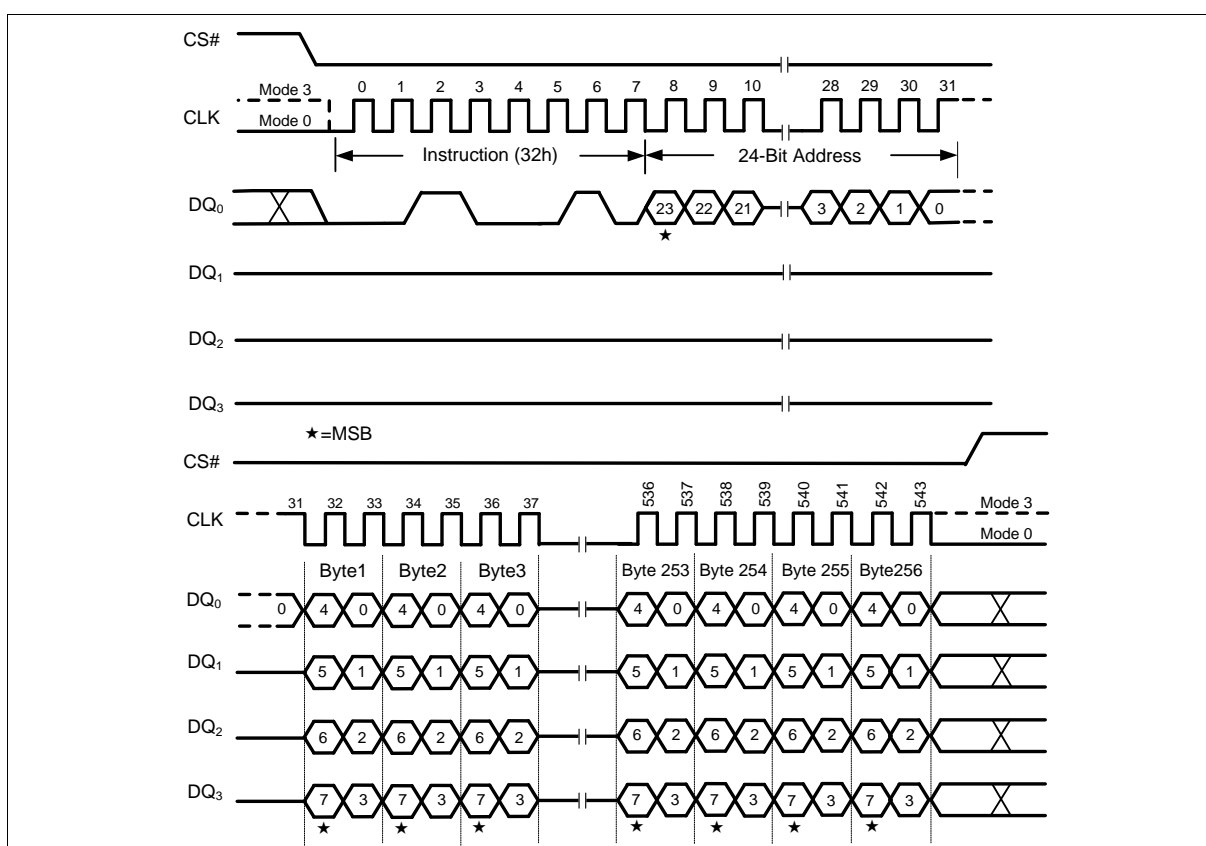 CS#
Mode 3 0 1 2 3 4 5 6 7 8 9 10 28 29 30 31
CLK
Mode 0
Instruction (32h) 24-Bit Address
DQ0 23 22 21 3 2 1 0
★
DQ1
DQ2
DQ3
★=MSB
CS#
31 32 33 34 35 36 37 536 537 538 539 540 541 542 543
CLK Mode 3
Mode 0
Byte1 Byte2 Byte3 Byte 253 Byte 254 Byte 255 Byte256
DQ0 0 4 0 4 0 4 0 4 0 4 0 4 0 4 0
DQ1 5 1 5 1 5 1 5 1 5 1 5 1 5 1
DQ2 6 2 6 2 6 2 6 2 6 2 6 2 6 2
DQ3 7 3 7 3 7 3 7 3 7 3 7 3 7 3
★ ★ ★ ★ ★ ★ ★